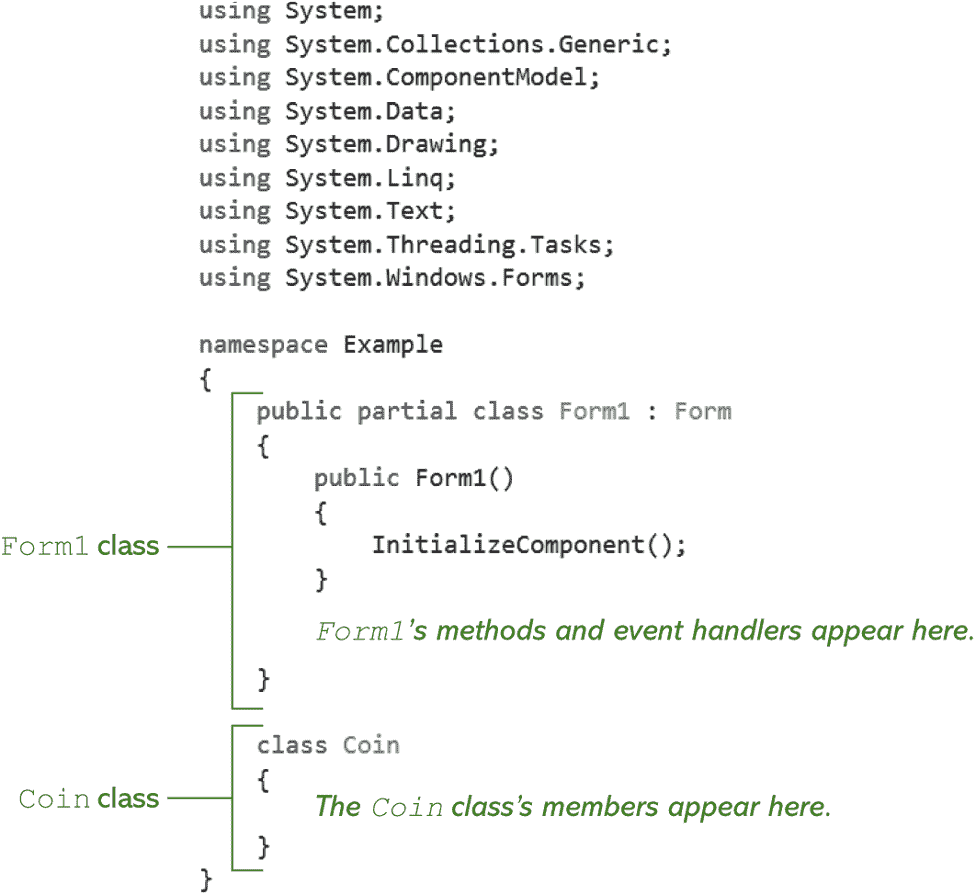 using System;
using System.Collections.Generic;
using System.ComponentModel;
using System.Data;
using System.Drawing;
using System.Linq;
using System.Text;
using System.Threading.Tasks;
using System.Windows.Forms;
namespace Example
{
public partial class Form1 : Form
{
public Form1()
{
Form1 class
InitializeComponent();
}
Form1's methods and event handlers appear here.
}
class Coin
{
Coin class
The Coin class's members appear here.
}
}